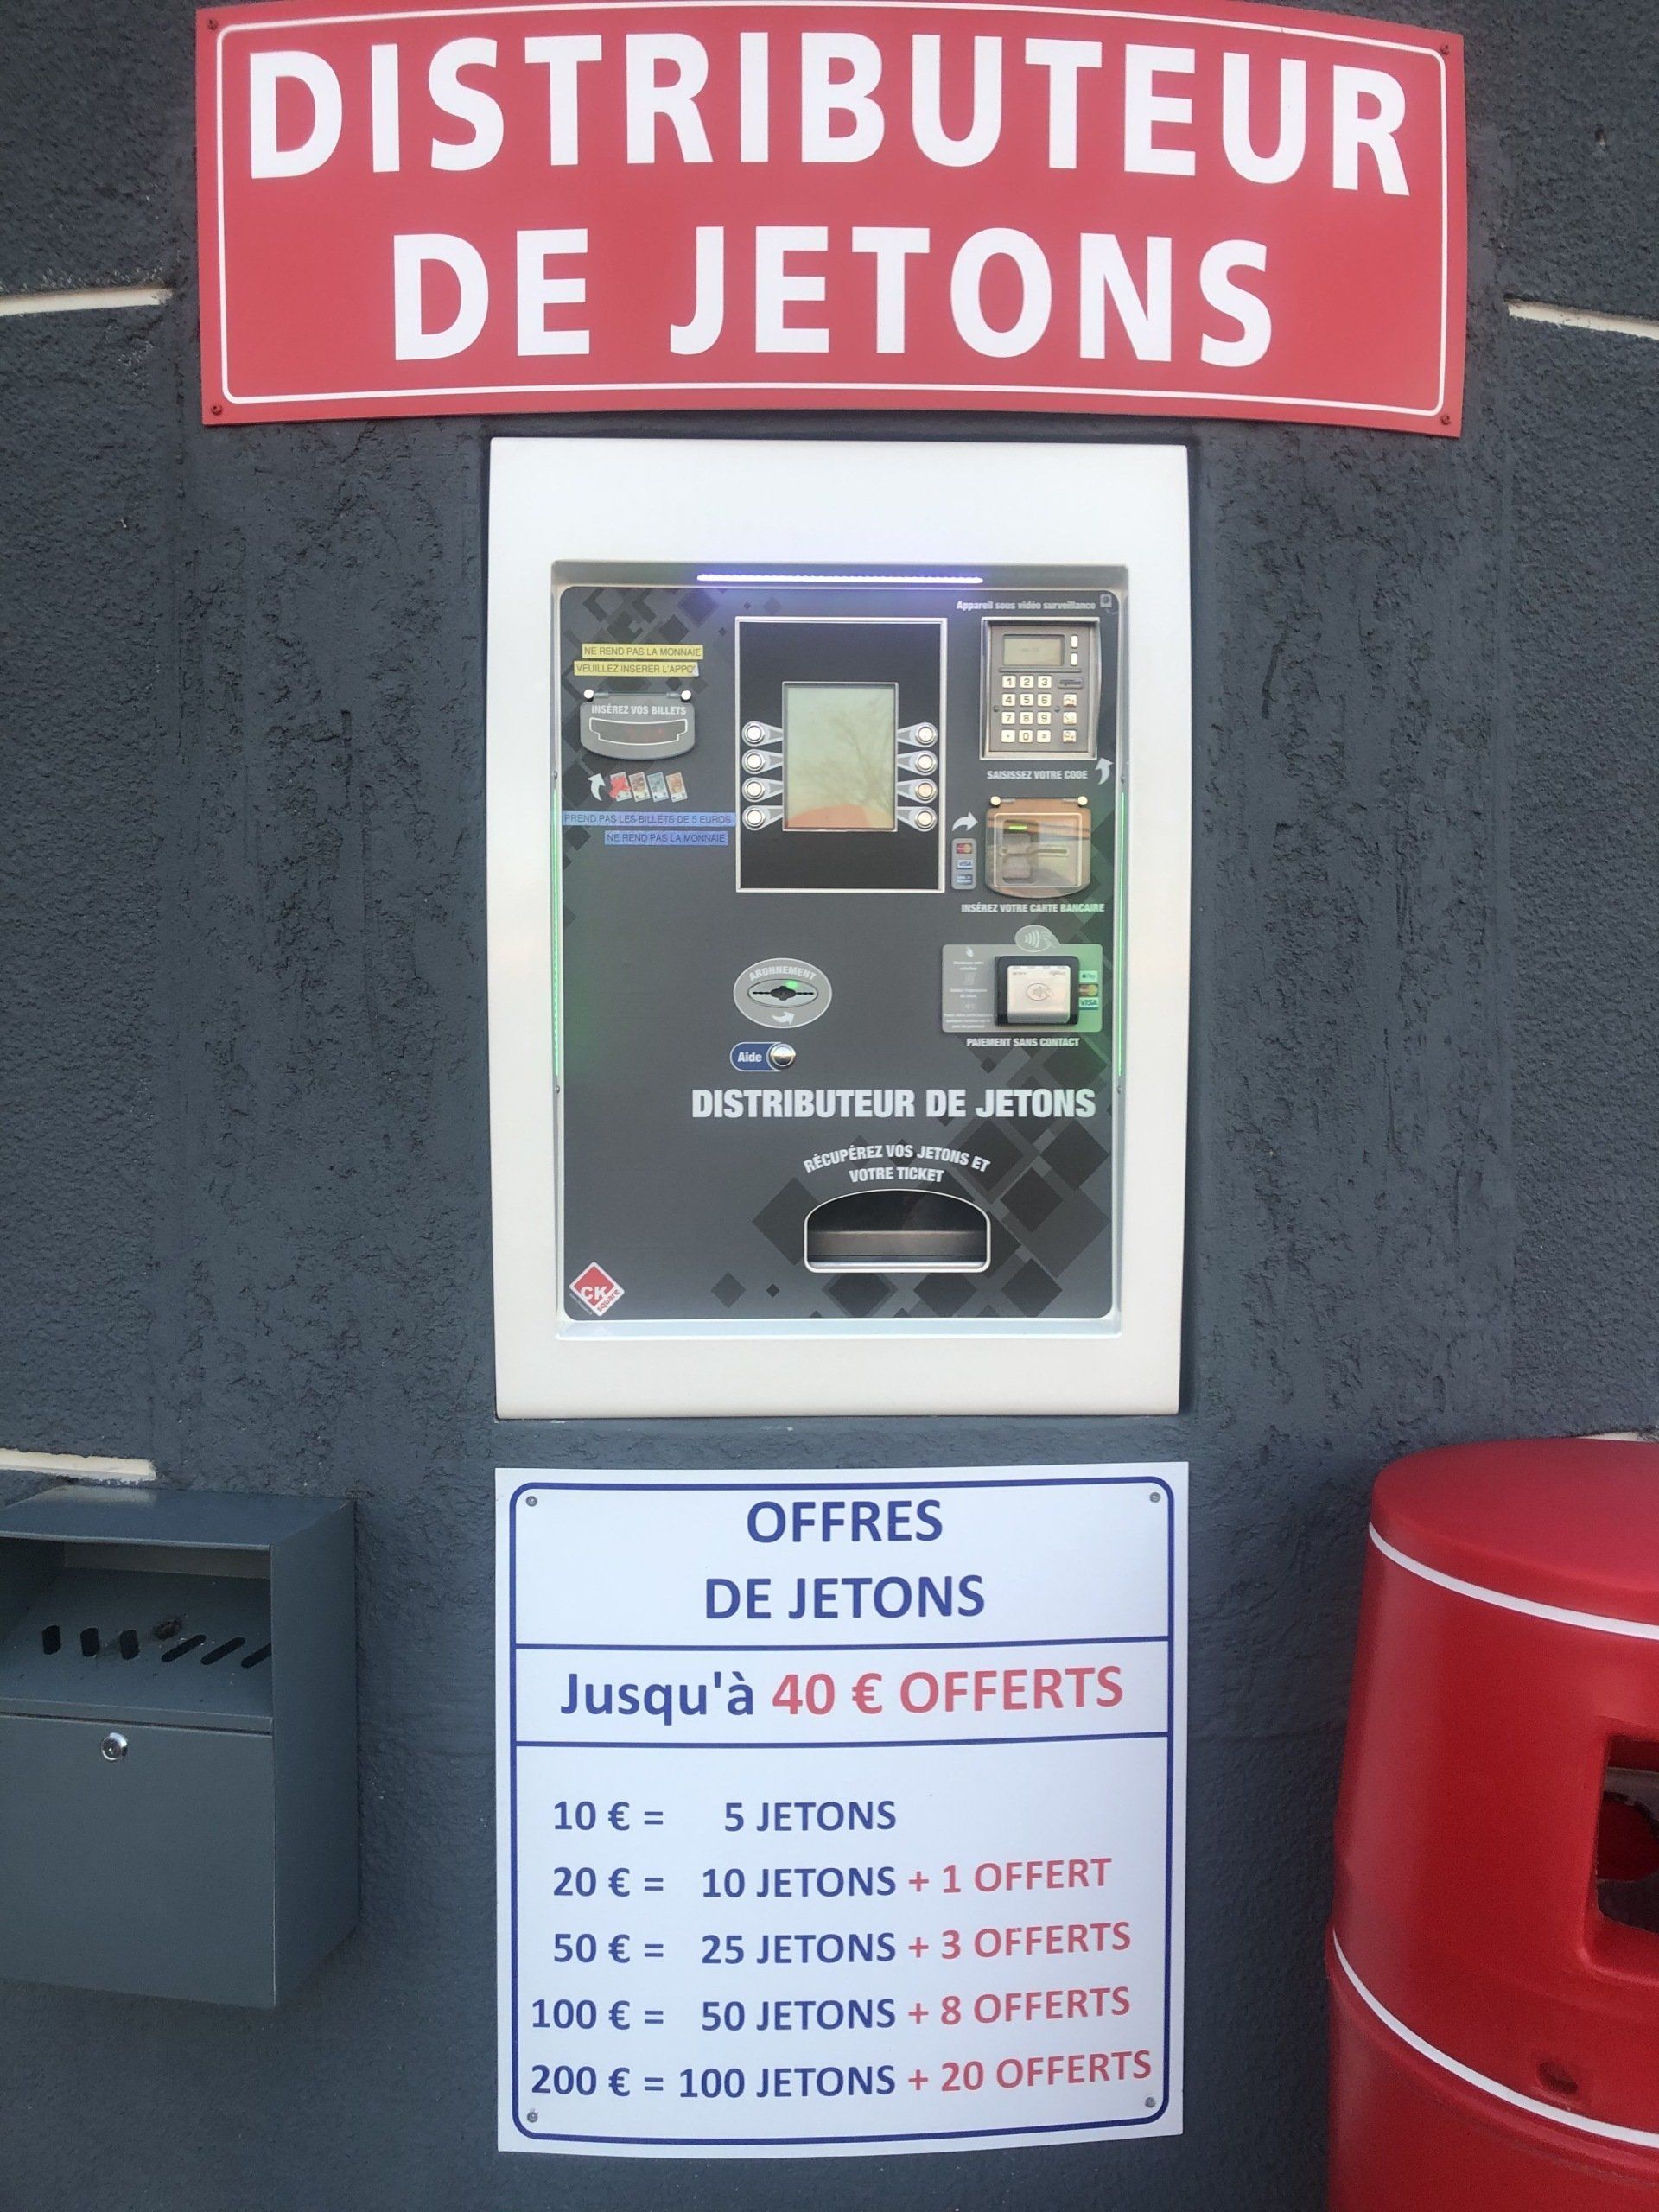 DISTRIBUTEUR
DE JETONS
Appareil sous vidéo surveillance
NE REND PAS LA MONNAIE
VEUILLEZ INSERER L'APPO
INSÉREZ VOS BILLETS
PREND PAS LES BILLETS DE 5 EUROS
NE REND PAS LA MONNAIE
1 2 3
4 5 6
7 8 9
0
SAISISSEZ VOTRE CODE
VISA
INSÉREZ VOTRE CARTE BANCAIRE
ABONNEMENT
VISA
PAIEMENT SANS CONTACT
Aide
DISTRIBUTEUR DE JETONS
RÉCUPÉREZ VOS JETONS ET
VOTRE TICKET
CK
square
OFFRES
DE JETONS
Jusqu'à 40 € OFFERTS
10 € = 5 JETONS
20 € = 10 JETONS + 1 OFFERT
50 € = 25 JETONS + 3 OFFERTS
100 € = 50 JETONS + 8 OFFERTS
200 € = 100 JETONS + 20 OFFERTS